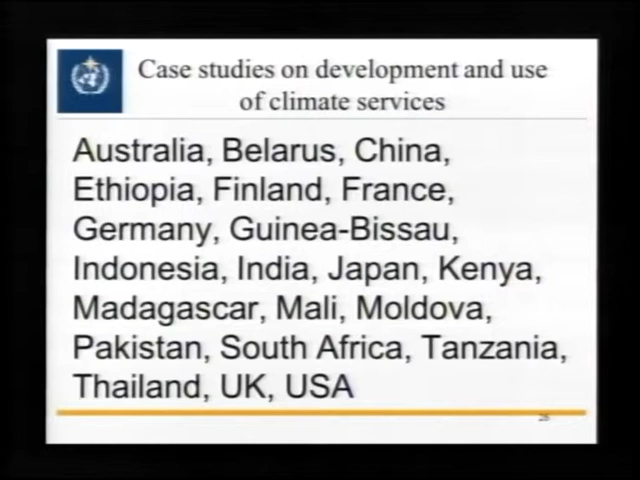 Case studies on development and use
of climate services
Australia, Belarus, China,
Ethiopia, Finland, France,
Germany, Guinea-Bissau,
Indonesia, India, Japan, Kenya,
Madagascar, Mali, Moldova,
Pakistan, South Africa, Tanzania,
Thailand, UK, USA